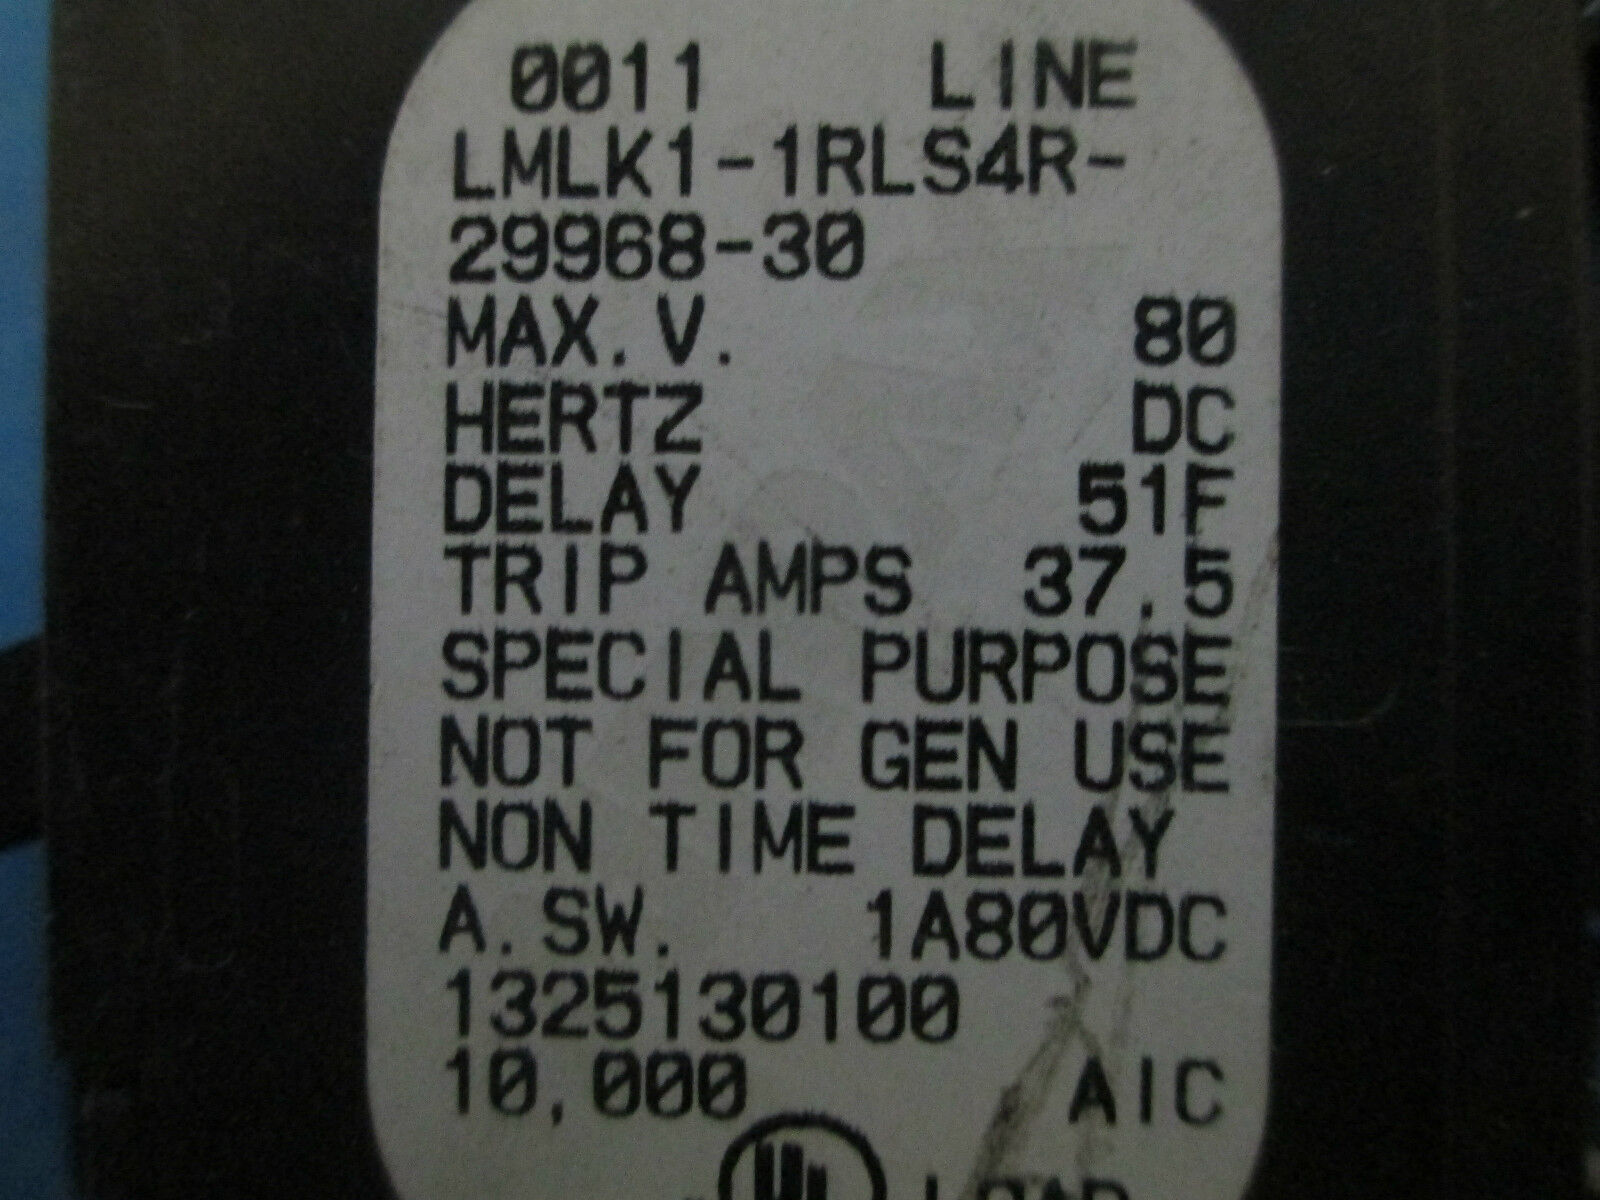 0011 LINE
LMLK1-1RLS4R-
29968-30
MAX.V. 80
HERTZ DC
DELAY 51F
TRIP AMPS 37.5
SPECIAL PURPOSE
NOT FOR GEN USE
NON TIME DELAY
A.SW. 1A80VDC
1325130100
10,000 AIC
LOAD